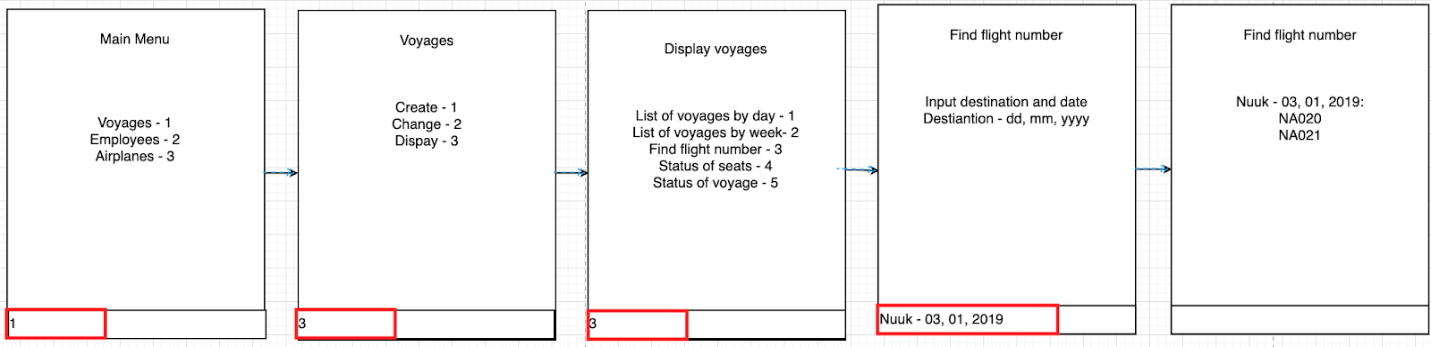 Main Menu
Voyages - 1
Employees - 2
Airplanes - 3
1
Voyages
Create - 1
Change - 2
Dispay - 3
3
Display voyages
List of voyages by day - 1
List of voyages by week- 2
Find flight number - 3
Status of seats - 4
Status of voyage - 5
3
Find flight number
Input destination and date
Destiantion - dd, mm, yyyy
Nuuk - 03, 01, 2019
Find flight number
Nuuk - 03, 01, 2019:
NA020
NA021